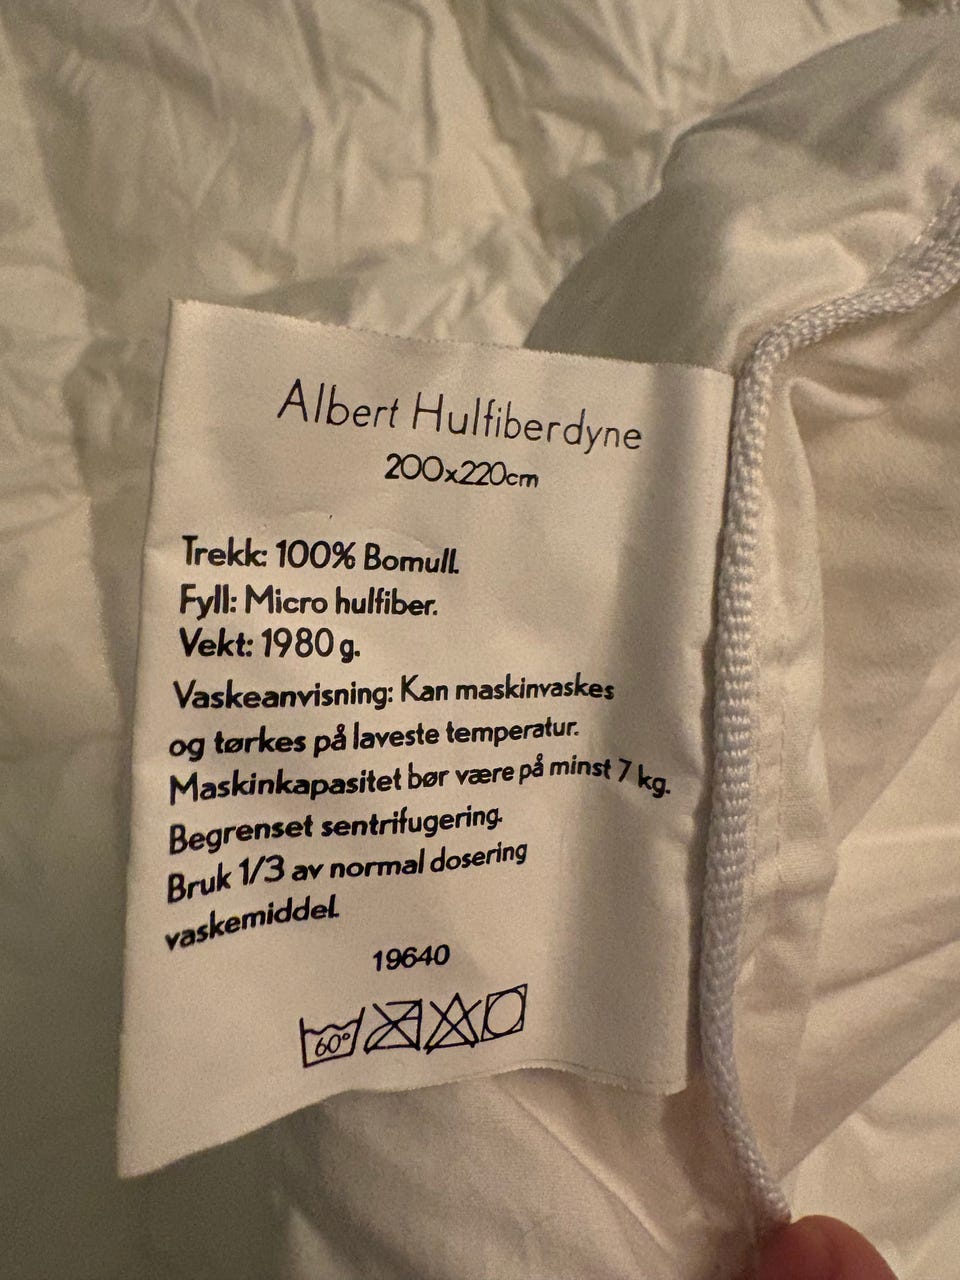 Albert Hulfiberdyne
200x220cm
Trekk: 100% Bomull.
Fyll: Micro hulfiber.
Vekt: 1980 g.
Vaskeanvisning: Kan maskinvaskes
og tørkes på laveste temperatur.
Maskinkapasitet bør være på minst 7 kg.
Begrenset sentrifugering.
Bruk 1/3 av normal dosering
vaskemiddel.
19640
60°